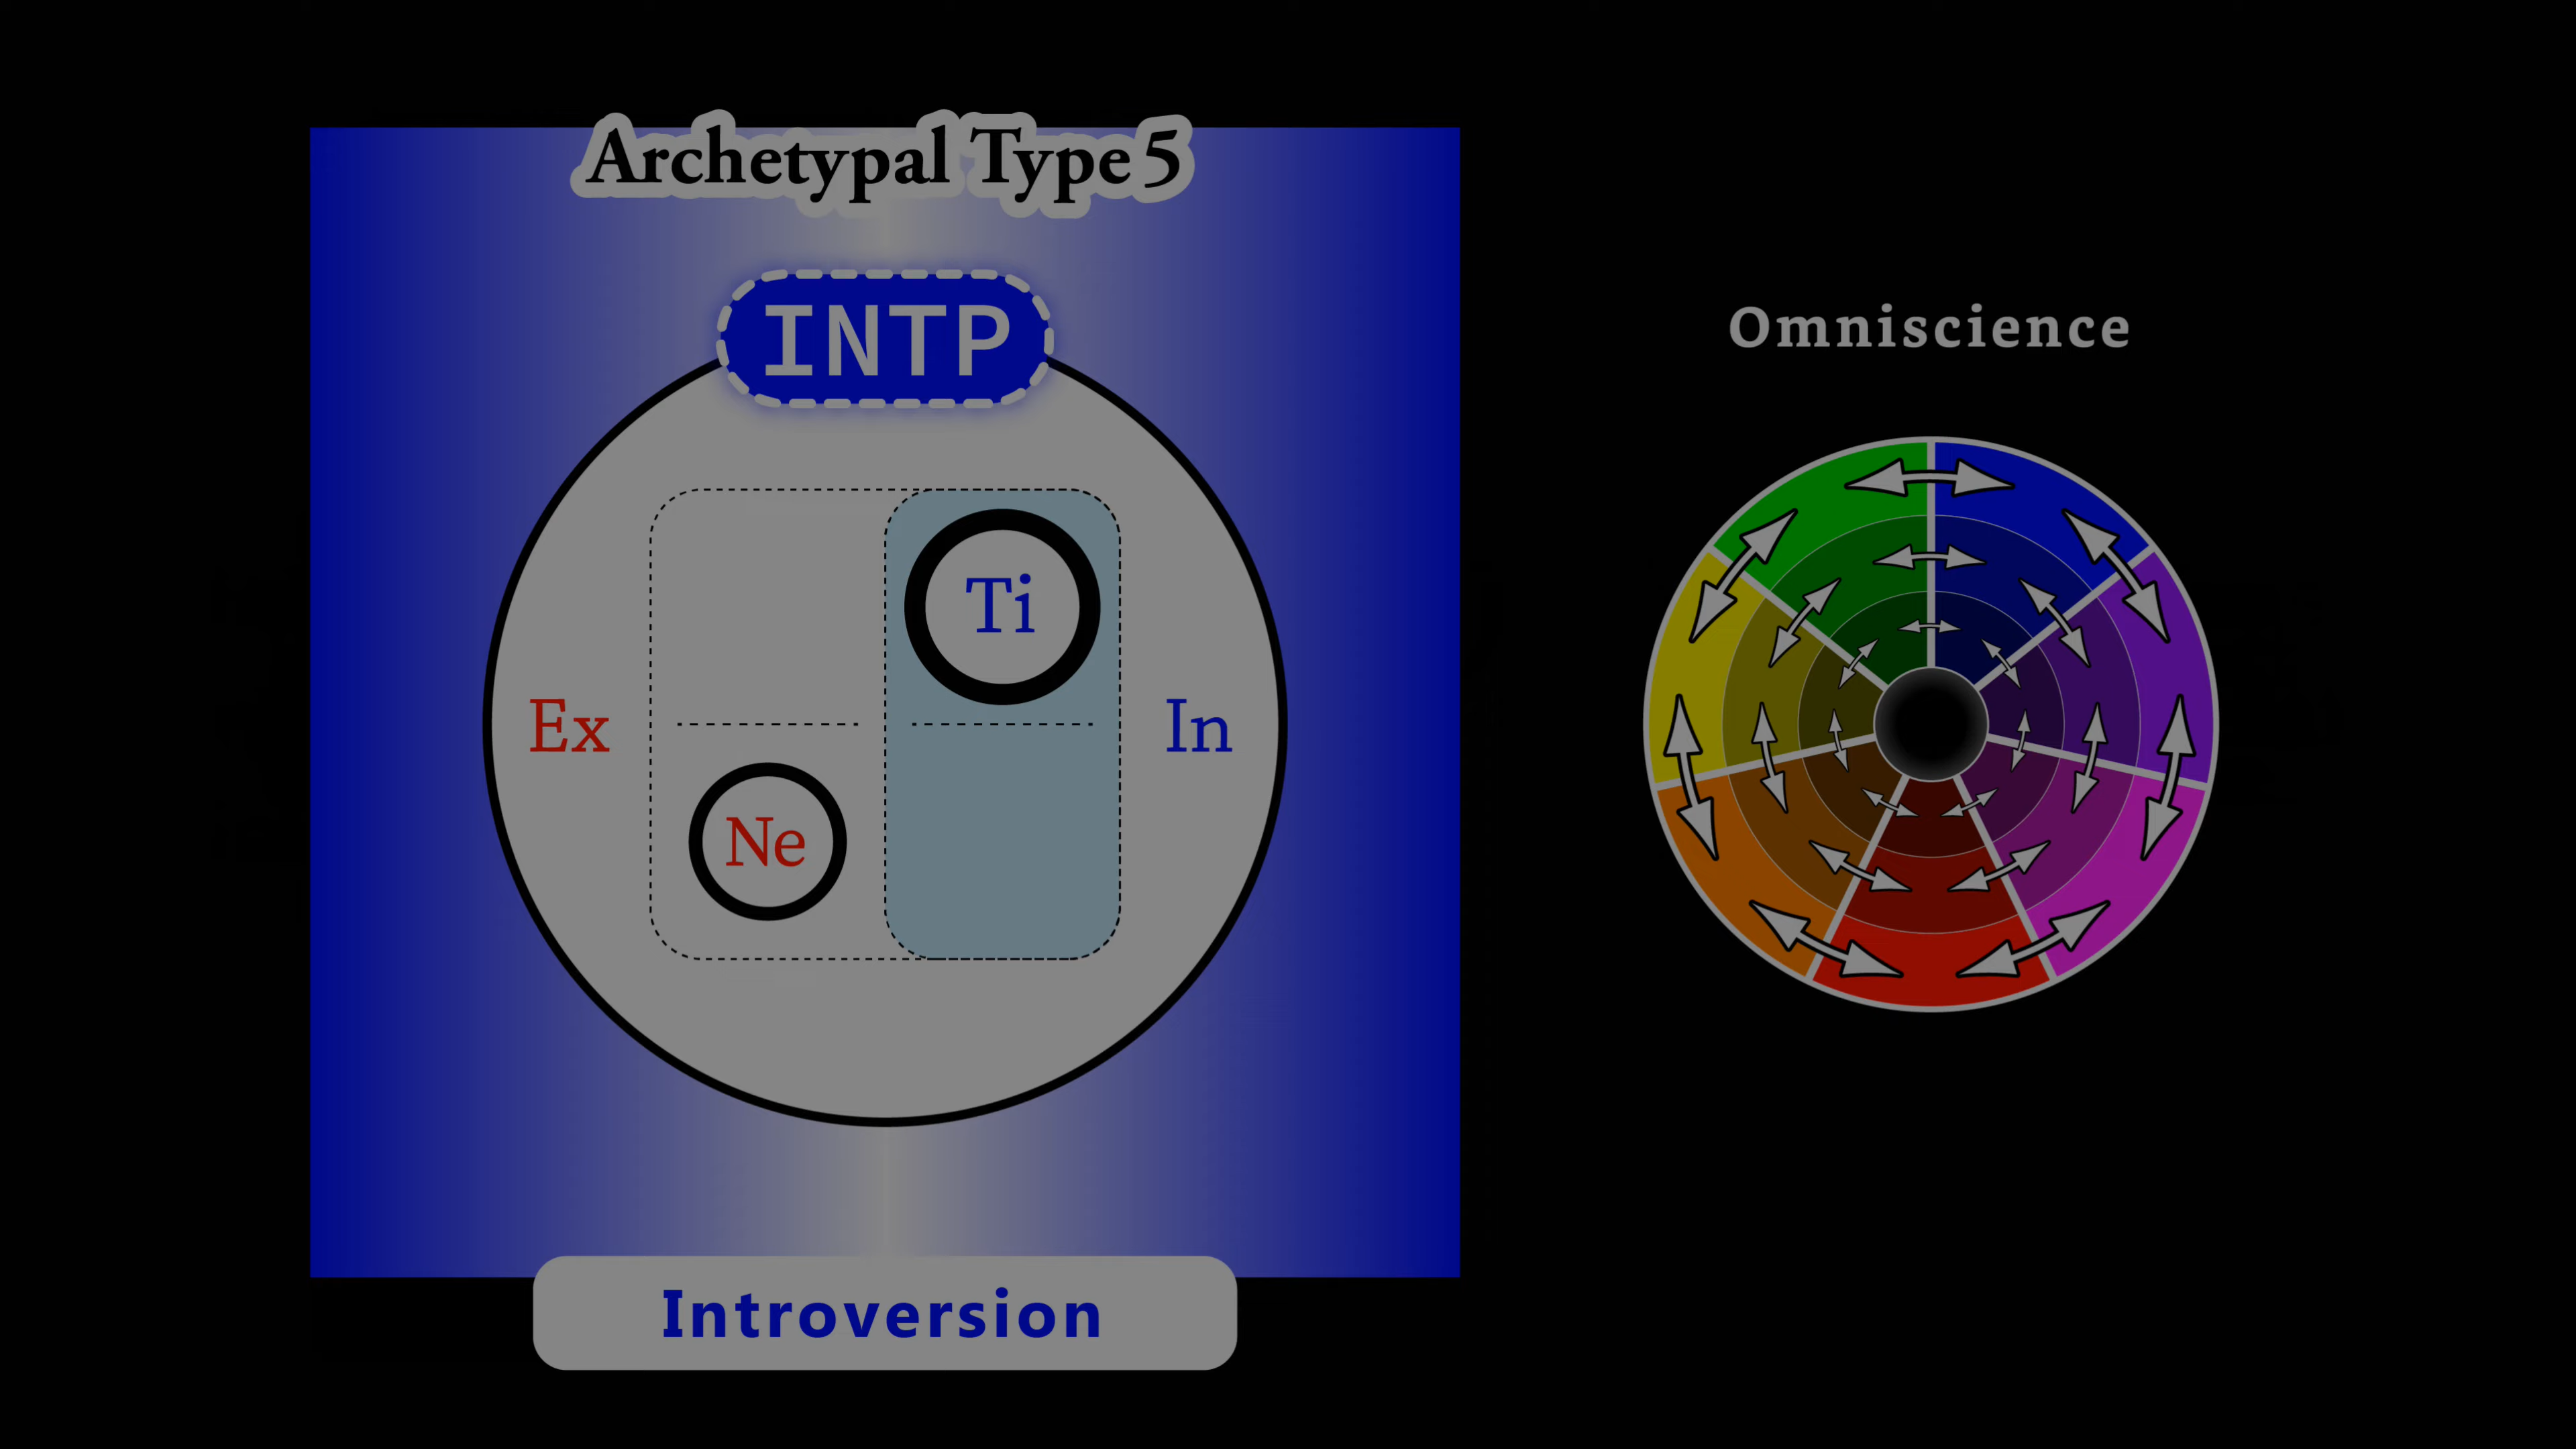 Archetypal Type 5
INTP
Omniscience
Ti
Ex
In
Ne
Introversion